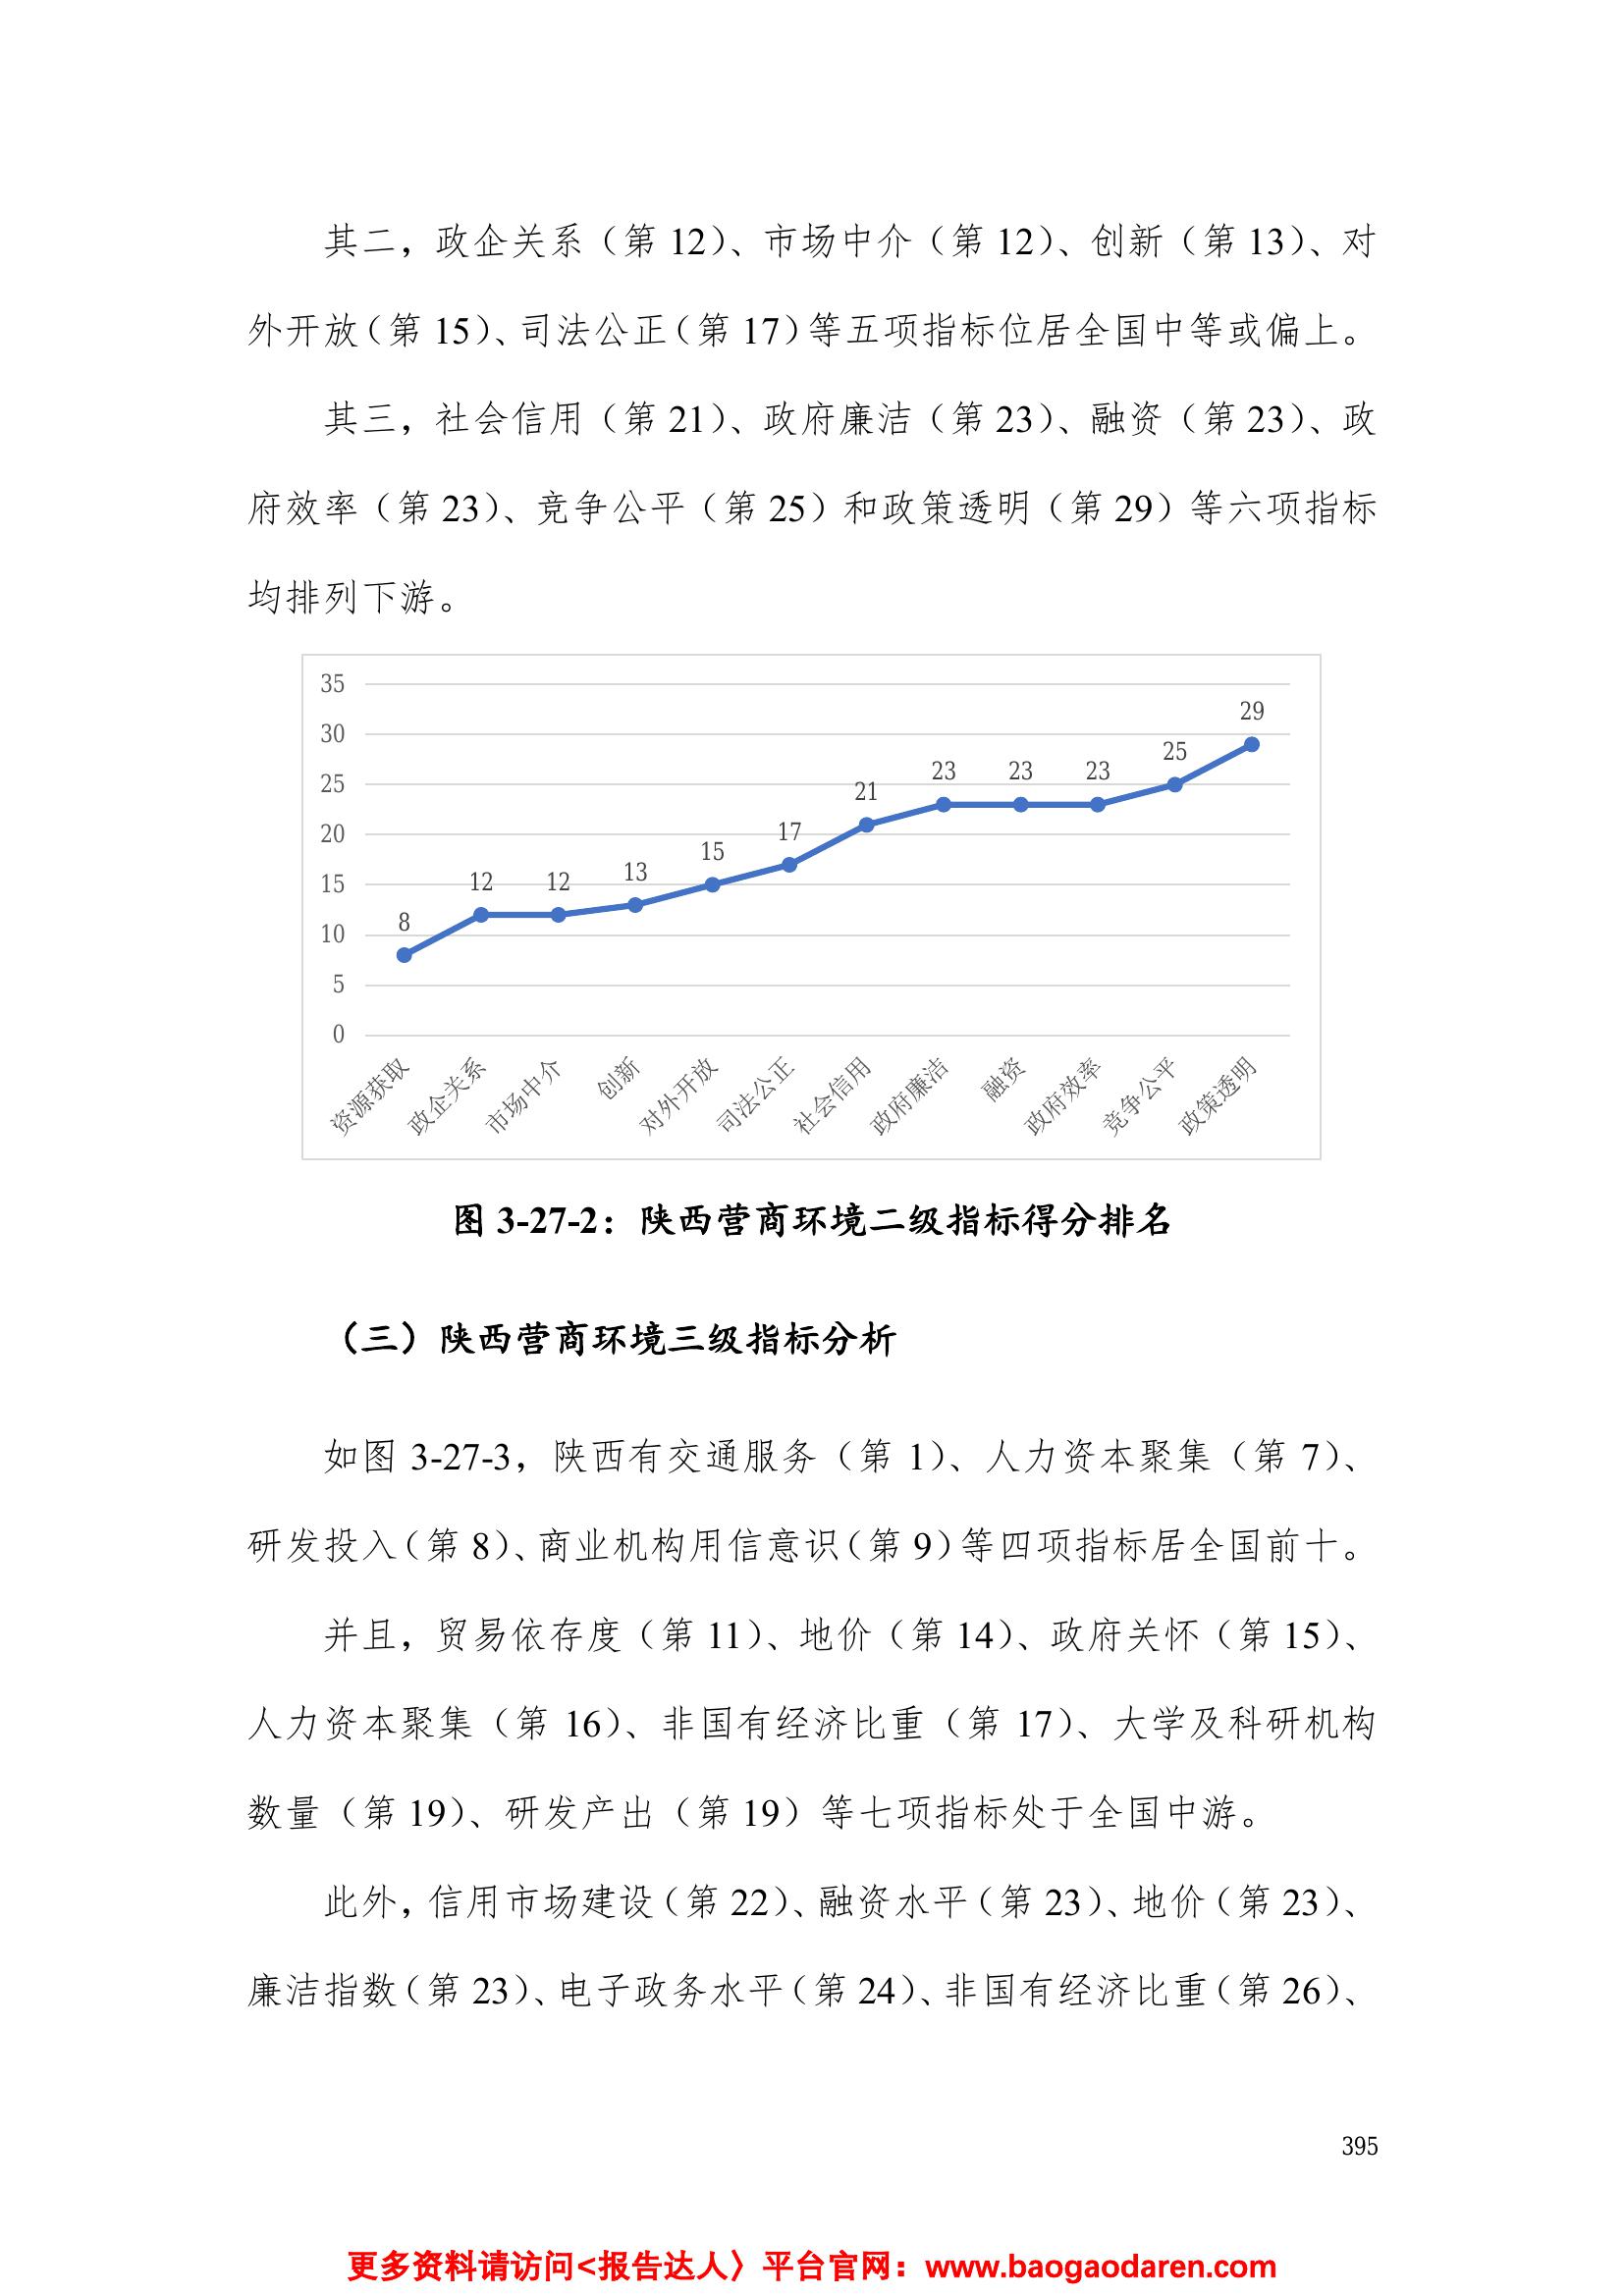 其二，政企关系（第 12）、市场中介（第 12）、创新（第 13）、对
外开放（第 15）、司法公正（第 17）等五项指标位居全国中等或偏上。
其三，社会信用（第 21）、政府廉洁（第 23）、融资（第 23）、政
府效率（第 23）、竞争公平（第 25）和政策透明（第 29）等六项指标
均排列下游。
35
30
25
20
15
10
5
0
8
12
12
13
15
17
21
23
23
23
25
29
资源获取
政企关系
市场中介
创新
对外开放
司法公正
社会信用
政府廉洁
融资
政府效率
竞争公平
政策透明
图 3-27-2：陕西营商环境二级指标得分排名
（三）陕西营商环境三级指标分析
如图 3-27-3，陕西有交通服务（第 1）、人力资本聚集（第 7）、
研发投入（第 8）、商业机构用信意识（第 9）等四项指标居全国前十。
并且，贸易依存度（第 11）、地价（第 14）、政府关怀（第 15）、
人力资本聚集（第 16）、非国有经济比重（第 17）、大学及科研机构
数量（第 19）、研发产出（第 19）等七项指标处于全国中游。
此外，信用市场建设（第 22）、融资水平（第 23）、地价（第 23）、
廉洁指数（第 23）、电子政务水平（第 24）、非国有经济比重（第 26）、
395
更多资料请访问<报告达人〉平台官网：www.baogaodaren.com